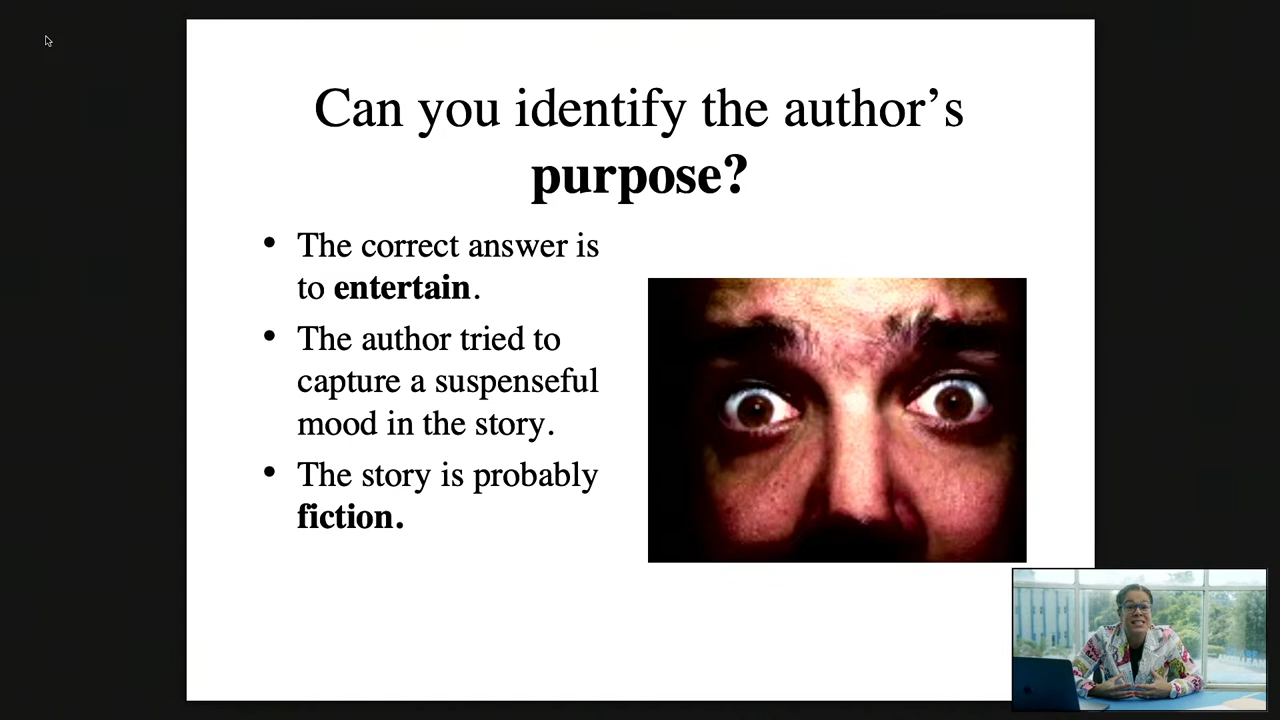 Can you identify the author’s
purpose?
• The correct answer is
to entertain.
• The author tried to
capture a suspenseful
mood in the story.
• The story is probably
fiction.